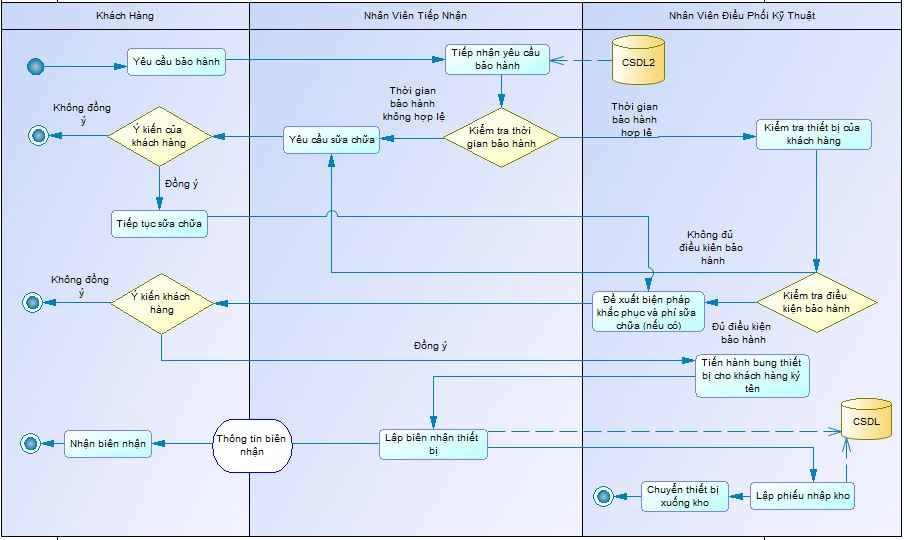 Khách Hàng
Nhân Viên Tiếp Nhận
Nhân Viên Điều Phối Kỹ Thuật
Yêu cầu bảo hành
Tiếp nhận yêu cầu
bảo hành
CSDL2
Không đồng
ý
Ý kiến của
khách hàng
Yêu cầu sữa chữa
Thời gian
bảo hành
không hợp lệ
Kiểm tra thời
gian bảo hành
Thời gian
bảo hành
hợp lệ
Kiểm tra thiết bị của
khách hàng
Đồng ý
Tiếp tục sữa chữa
Không đủ
điều kiện bảo
hành
Không đồng
ý
Ý kiến khách
hàng
Đề xuất biện pháp
khắc phục và phí sữa
chữa (nếu có)
Kiểm tra điều
kiện bảo hành
Đủ điều kiện
bảo hành
Đồng ý
Tiến hành bung thiết
bị cho khách hàng ký
tên
CSDL
Nhận biên nhận
Thông tin biên
nhận
Lập biên nhận thiết
bị
Chuyển thiết bị
xuống kho
Lập phiếu nhập kho